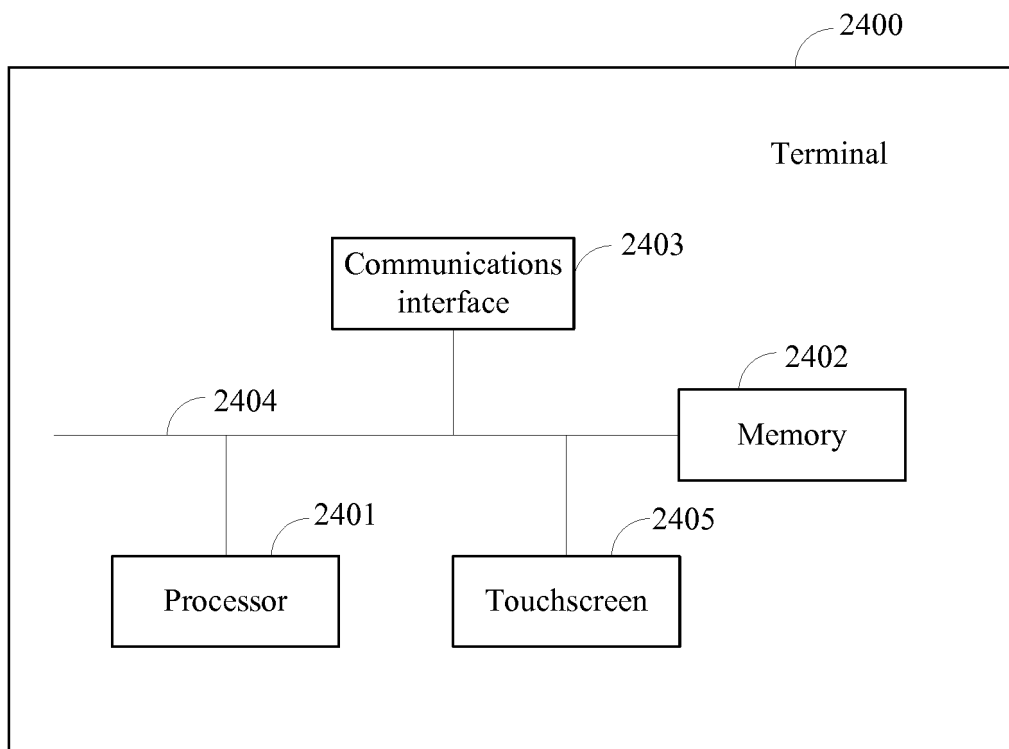 2400
Terminal
2403
Communications
interface
2402
2404
Memory
2401
2405
Processor
Touchscreen